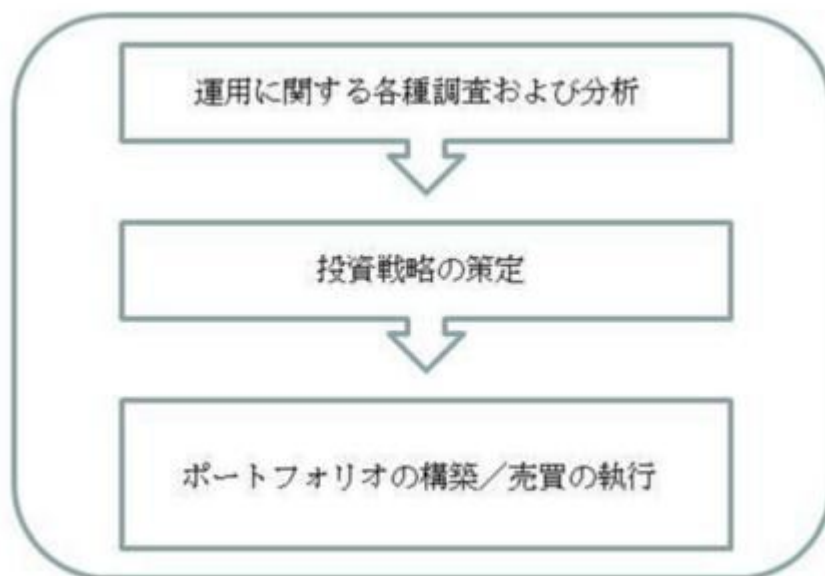 運用に関する各種調査および分析
投資戦略の策定
ポートフォリオの構築／売買の執行